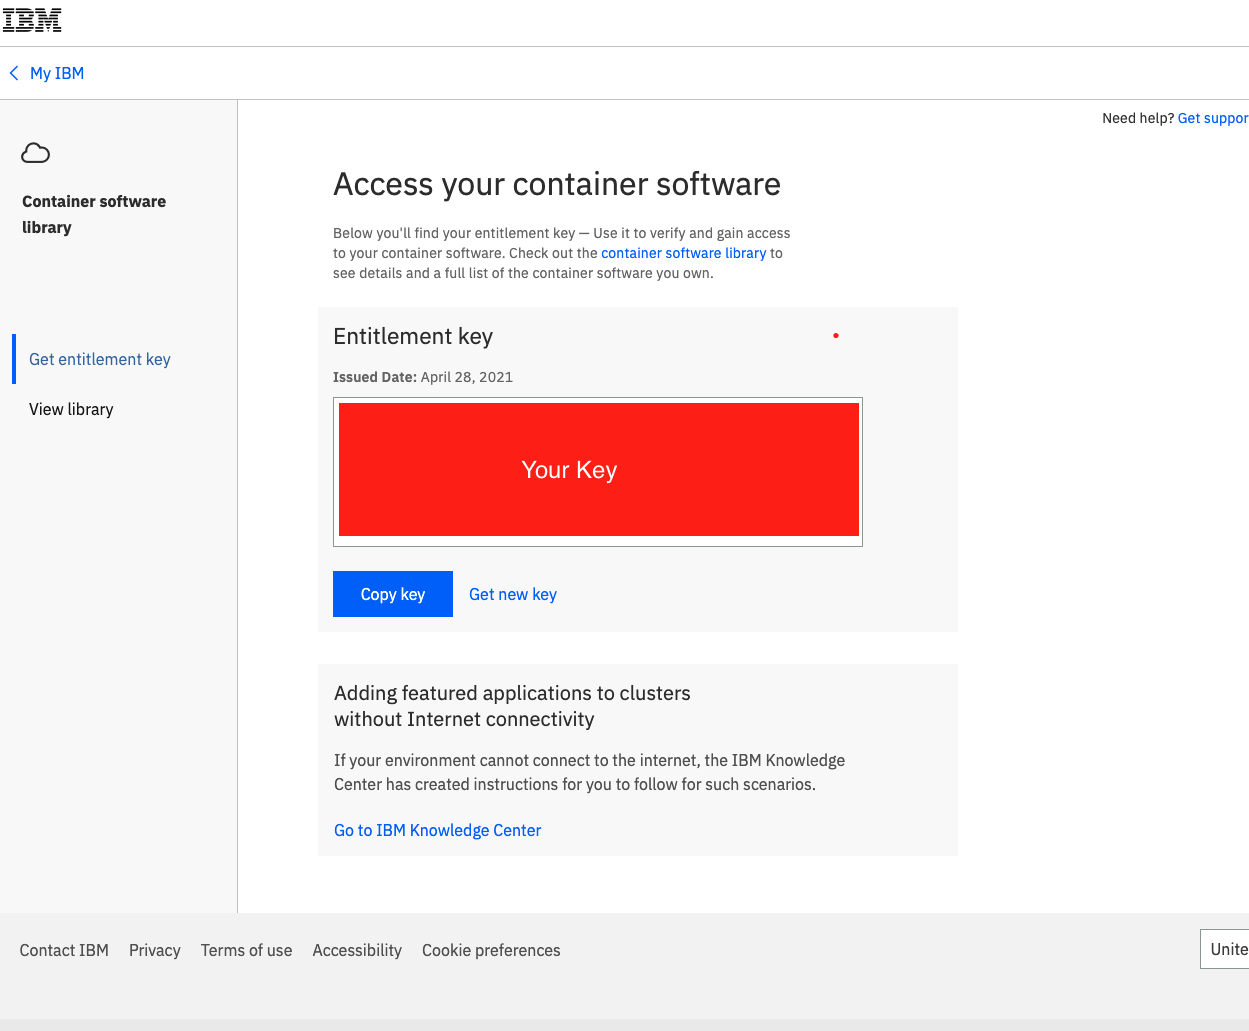 IBM
My IBM
Need help? Get suppor
Container software
library
Get entitlement key
View library
Access your container software
Below you'll find your entitlement key — Use it to verify and gain access
to your container software. Check out the container software library to
see details and a full list of the container software you own.
Entitlement key
Issued Date: April 28, 2021
Your Key
Copy key
Get new key
Adding featured applications to clusters
without Internet connectivity
If your environment cannot connect to the internet, the IBM Knowledge
Center has created instructions for you to follow for such scenarios.
Go to IBM Knowledge Center
Contact IBM Privacy Terms of use Accessibility Cookie preferences
Unite